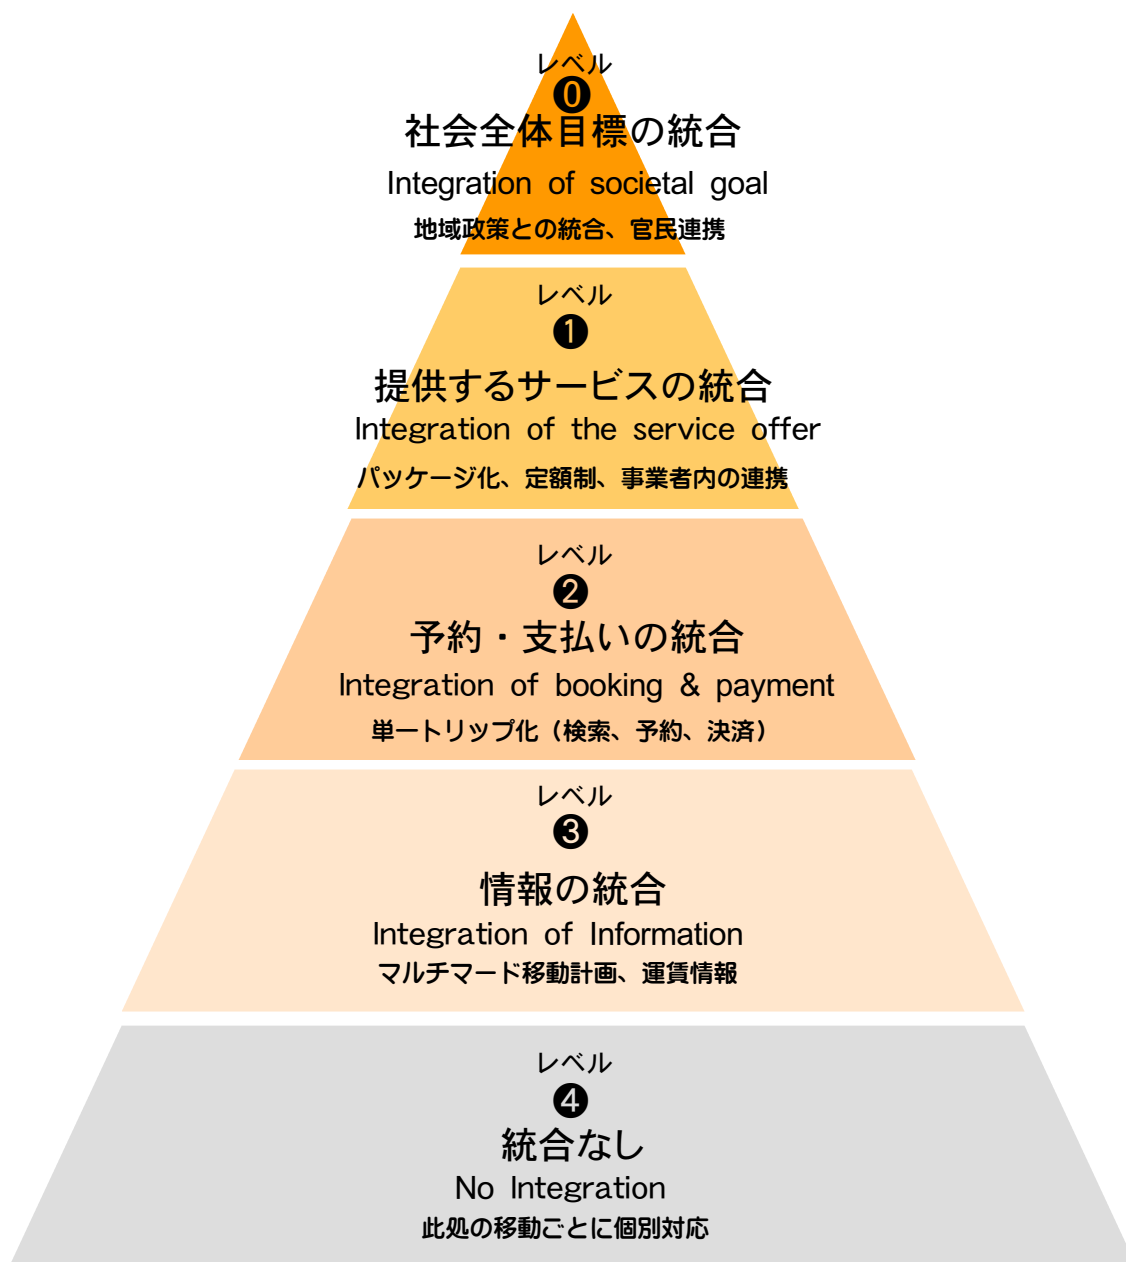 レベル
⓿
社会全体目標の統合
Integration of societal goal
地域政策との統合、官民連携
レベル
❶
提供するサービスの統合
Integration of the service offer
パッケージ化、定額制、事業者内の連携
レベル
❷
予約・支払いの統合
Integration of booking & payment
単一トリップ化（検索、予約、決済）
レベル
❸
情報の統合
Integration of Information
マルチマード移動計画、運賃情報
レベル
❹
統合なし
No Integration
此処の移動ごとに個別対応